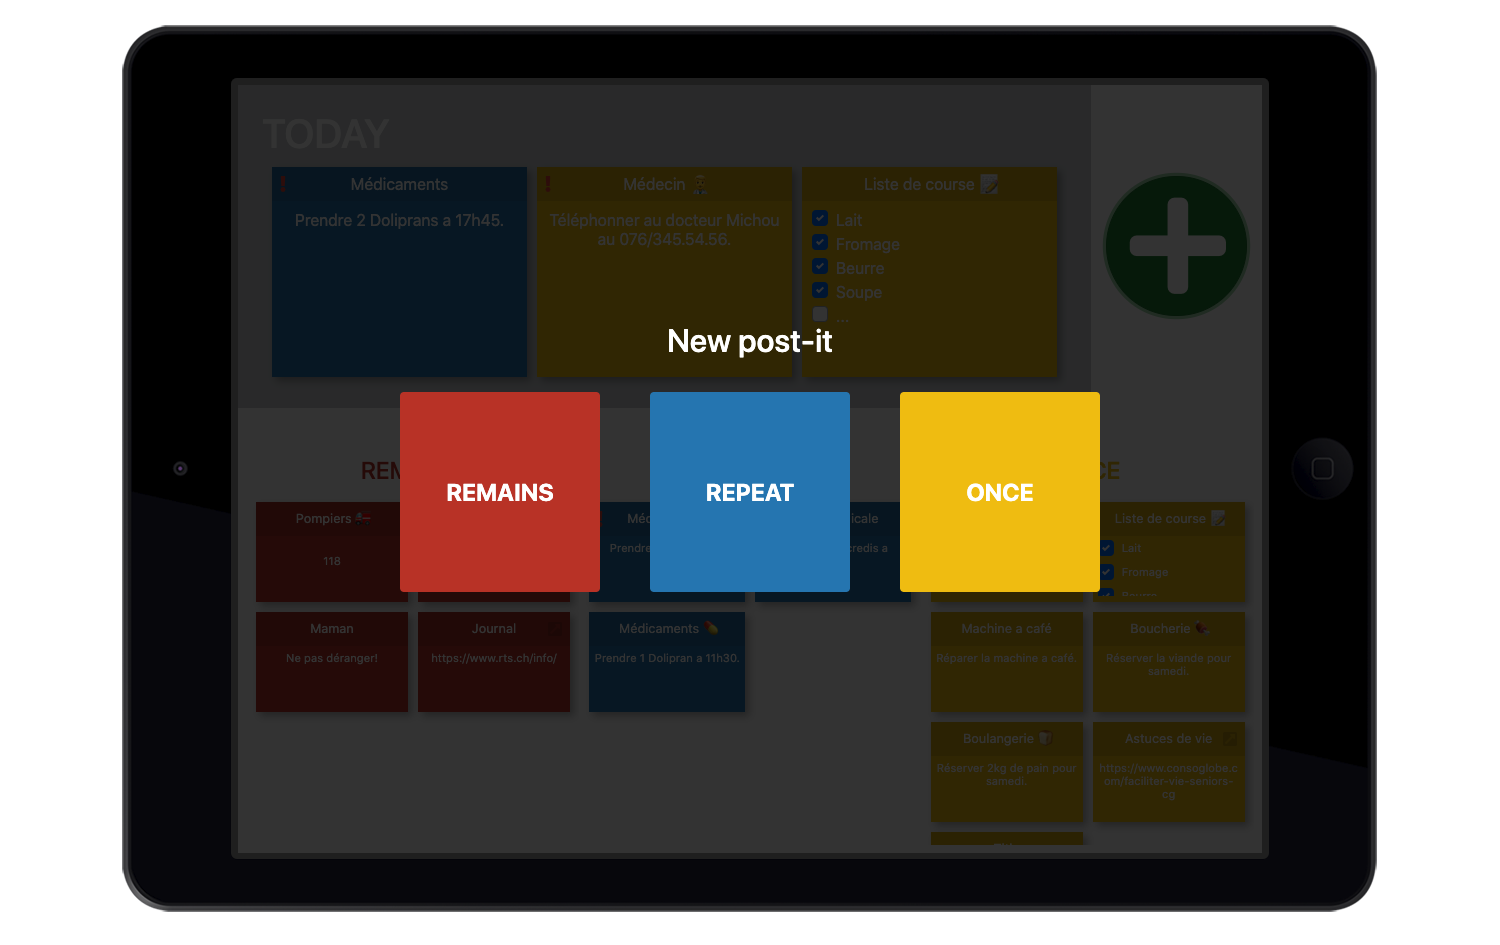 TODAY
Médicaments
Prendre 2 Doliprans a 17h45.
Médecin
Téléphonner au docteur Michou
au 076/345.54.56.
Liste de course
Lait
Fromage
Beurre
Soupe
...
New post-it
REMAINS
REPEAT
ONCE
REM
CE
Pompiers
118
Maman
Ne pas déranger!
Journal
https://www.rts.ch/info/
Méd
Prendre
icale
credis a
Médicaments
Prendre 1 Dolipran a 11h30.
Liste de course
Lait
Fromage
Beurre
Machine a café
Réparer la machine a café.
Boucherie
Réserver la viande pour
samedi.
Boulangerie
Réserver 2kg de pain pour
samedi.
Astuces de vie
https://www.consoglobe.c
om/faciliter-vie-seniors-
cg